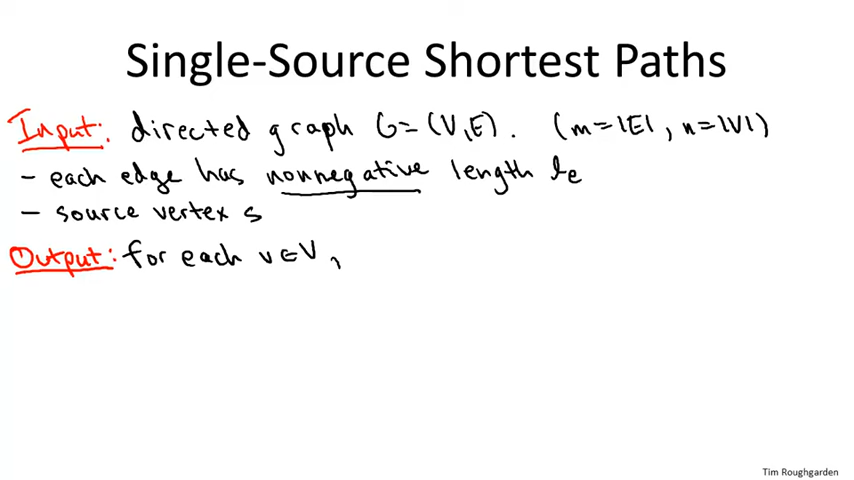 Single-Source Shortest Paths
Input: directed graph G=(V,E). (m=|E|, n=|V|)
- each edge has nonnegative length ℓe
- source vertex s
Output: for each v∈V,
Tim Roughgarden